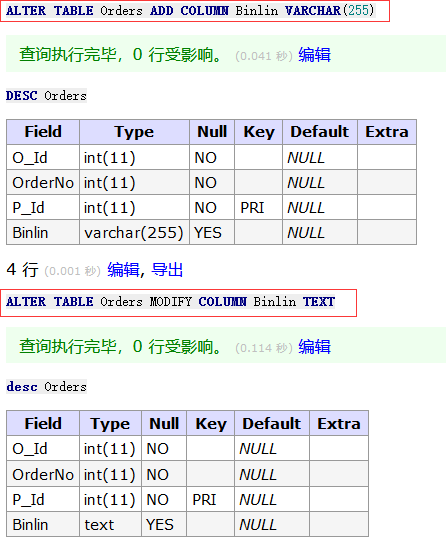 ALTER TABLE Orders ADD COLUMN Binlin VARCHAR(255)
查询执行完毕，0 行受影响。 (0.041 秒) 编辑
DESC Orders
Field Type Null Key Default Extra
O_Id int(11) NO NULL
OrderNo int(11) NO NULL
P_Id int(11) NO PRI NULL
Binlin varchar(255) YES NULL
4 行 (0.001 秒) 编辑, 导出
ALTER TABLE Orders MODIFY COLUMN Binlin TEXT
查询执行完毕，0 行受影响。 (0.114 秒) 编辑
desc Orders
Field Type Null Key Default Extra
O_Id int(11) NO NULL
OrderNo int(11) NO NULL
P_Id int(11) NO PRI NULL
Binlin text YES NULL